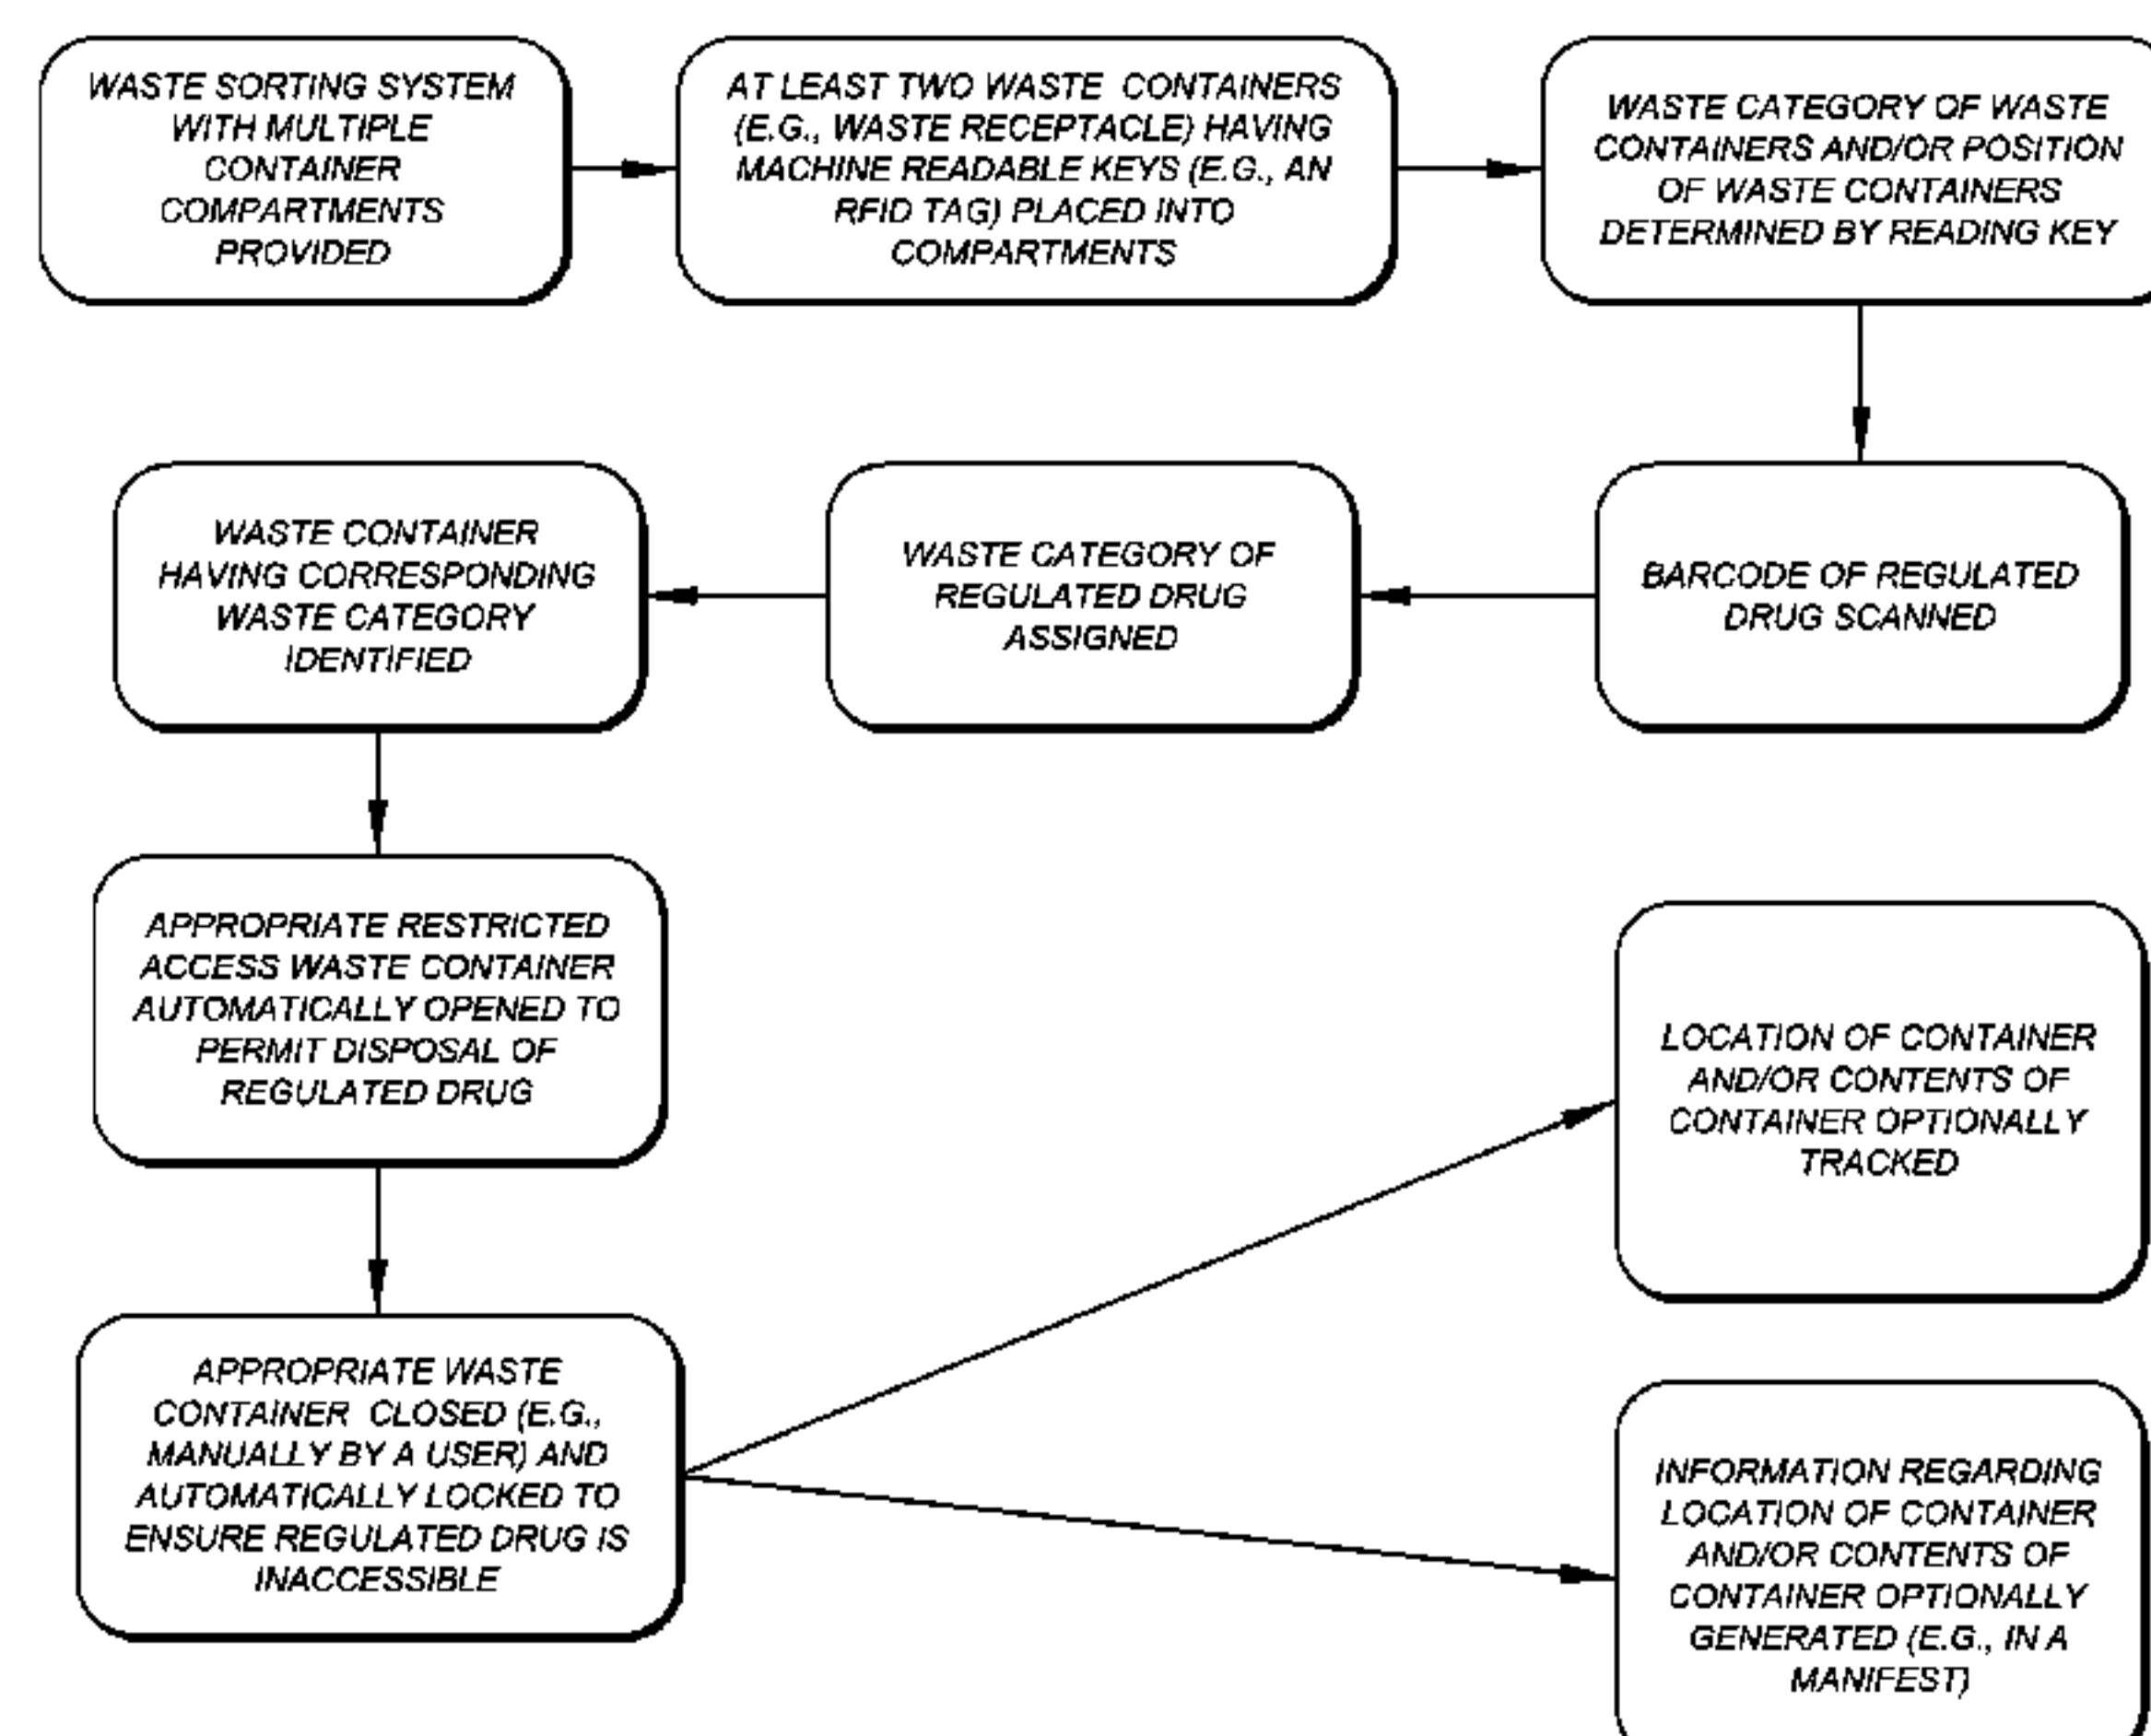 WASTE SORTING SYSTEM
WITH MULTIPLE
CONTAINER
COMPARTMENTS
PROVIDED
AT LEAST TWO WASTE CONTAINERS
(E.G., WASTE RECEPTACLE) HAVING
MACHINE READABLE KEYS (E.G., AN
RFID TAG) PLACED INTO
COMPARTMENTS
WASTE CATEGORY OF WASTE
CONTAINERS AND/OR POSITION
OF WASTE CONTAINERS
DETERMINED BY READING KEY
BARCODE OF REGULATED
DRUG SCANNED
WASTE CATEGORY OF
REGULATED DRUG
ASSIGNED
WASTE CONTAINER
HAVING CORRESPONDING
WASTE CATEGORY
IDENTIFIED
APPROPRIATE RESTRICTED
ACCESS WASTE CONTAINER
AUTOMATICALLY OPENED TO
PERMIT DISPOSAL OF
REGULATED DRUG
APPROPRIATE WASTE
CONTAINER CLOSED (E.G.,
MANUALLY BY A USER) AND
AUTOMATICALLY LOCKED TO
ENSURE REGULATED DRUG IS
INACCESSIBLE
LOCATION OF CONTAINER
AND/OR CONTENTS OF
CONTAINER OPTIONALLY
TRACKED
INFORMATION REGARDING
LOCATION OF CONTAINER
AND/OR CONTENTS OF
CONTAINER OPTIONALLY
GENERATED (E.G., IN A
MANIFEST)